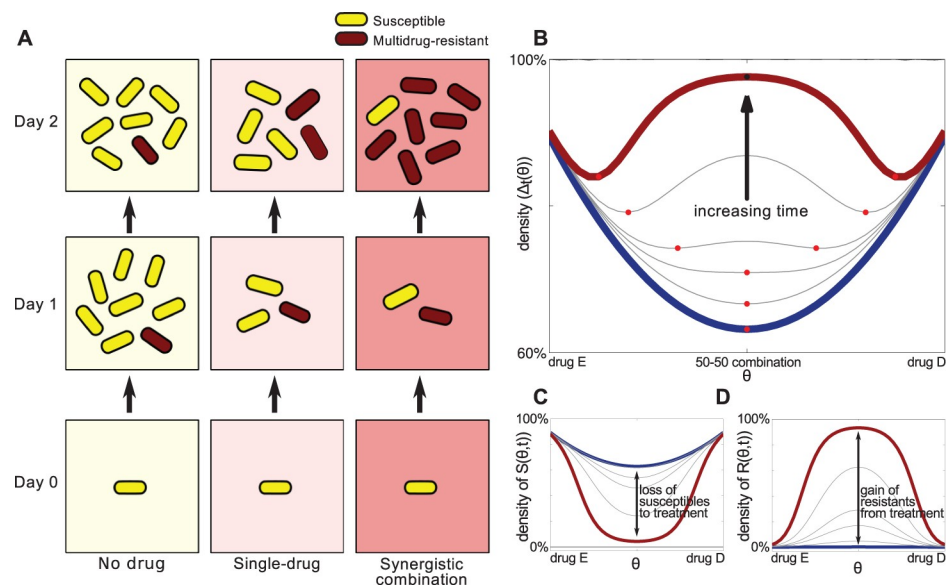 A
Susceptible
Multidrug-resistant
Day 2
Day 1
Day 0
No drug
Single-drug
Synergistic
combination
B
100%
density (Δt(θ))
increasing time
60%
drug E
50-50 combination
drug D
θ
C
100%
density of S(θ,t))
loss of
susceptibles
to treatment
0%
drug E
θ
drug D
D
100%
density of R(θ,t))
gain of
resistants
from treatment
0%
drug E
θ
drug D